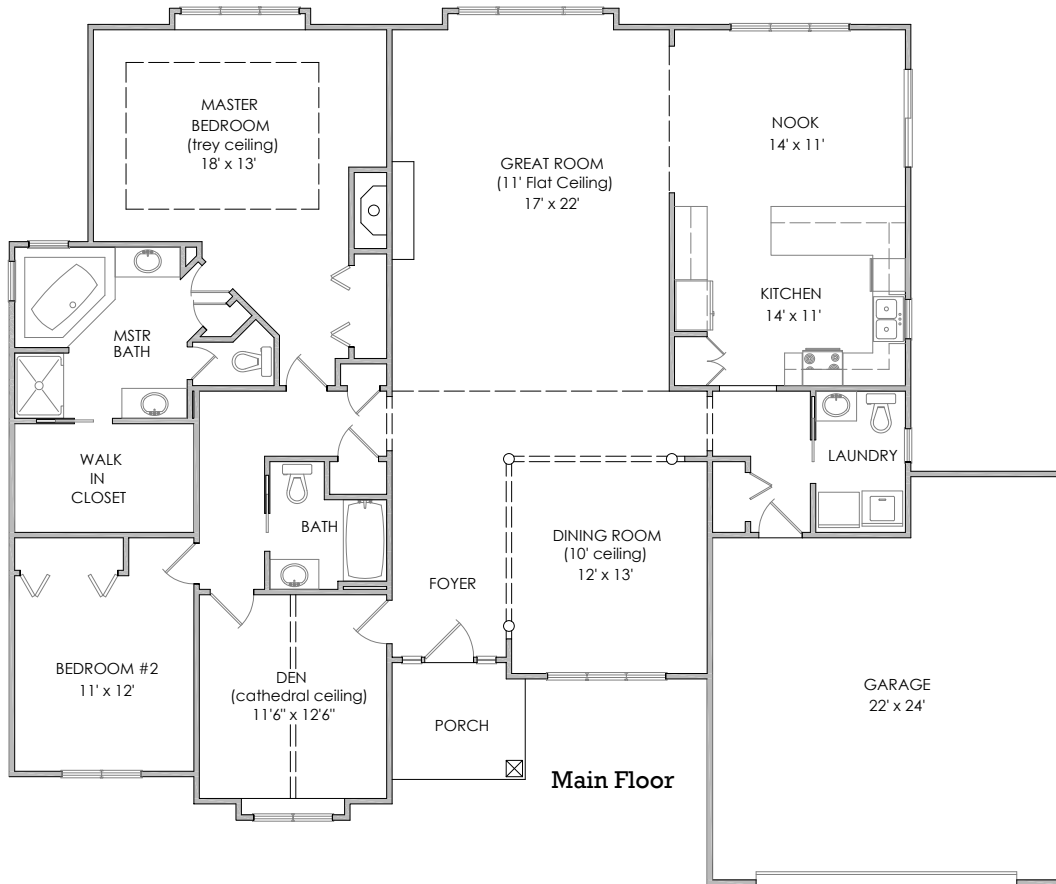 MASTER
BEDROOM
(trey ceiling)
18' x 13'
GREAT ROOM
(11' Flat Ceiling)
17' x 22'
NOOK
14' x 11'
KITCHEN
14' x 11'
MSTR
BATH
WALK
IN
CLOSET
BATH
LAUNDRY
DINING ROOM
(10' ceiling)
12' x 13'
FOYER
BEDROOM #2
11' x 12'
DEN
(cathedral ceiling)
11'6" x 12'6"
PORCH
GARAGE
22' x 24'
Main Floor